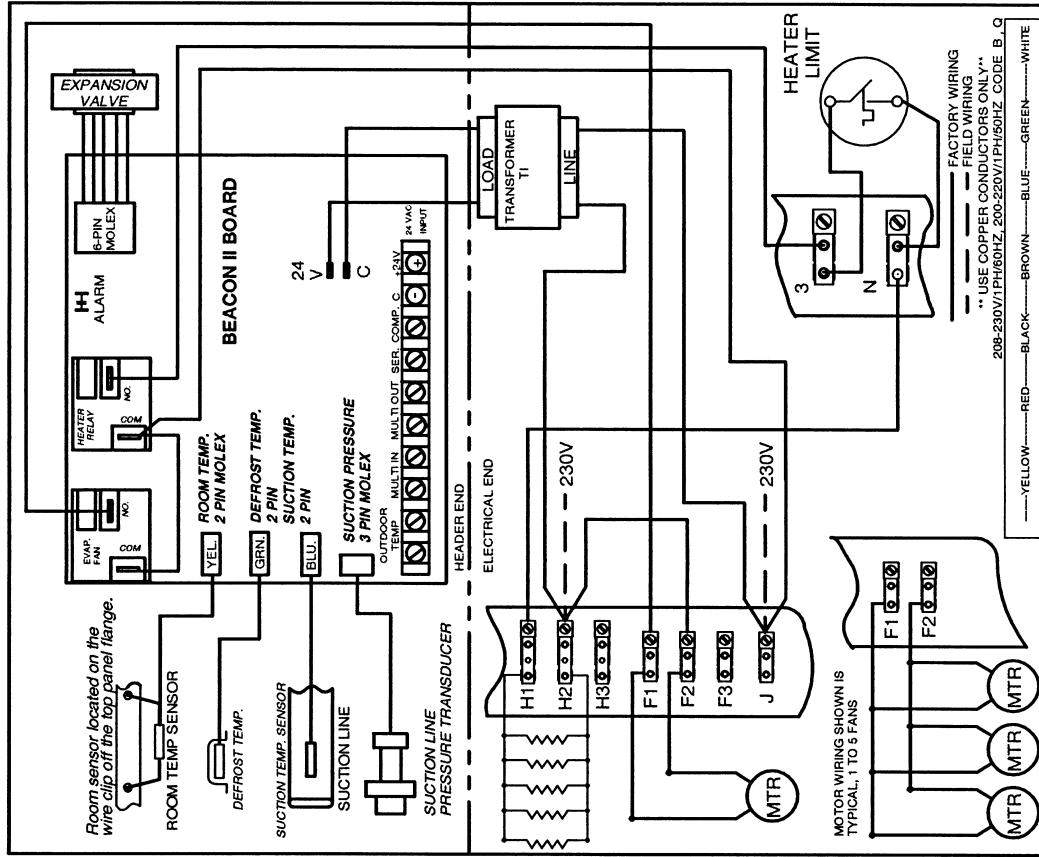 EXPANSION
VALVE
6-PIN
MOLEX
ALARM
HEATER
RELAY
NO.
COM
EVAP.
FAN
NO.
COM
BEACON II BOARD
24
V
C
24 VAC
INPUT
+24V
C
COMP.
SER.
MULTI OUT
MULTI IN
OUTDOOR
TEMP
ROOM TEMP.
2 PIN MOLEX
YEL.
DEFROST TEMP.
2 PIN
GRN.
SUCTION TEMP.
2 PIN
BLU.
SUCTION PRESSURE
3 PIN MOLEX
Room sensor located on the
wire clip off the top panel flange.
ROOM TEMP SENSOR
DEFROST TEMP.
SUCTION TEMP. SENSOR
SUCTION LINE
SUCTION LINE
PRESSURE TRANSDUCER
HEADER END
ELECTRICAL END
LOAD
TRANSFORMER
T1
LINE
230V
230V
H1
H2
H3
F1
F2
F3
J
MTR
HEATER
LIMIT
3
N
FACTORY WIRING
FIELD WIRING
** USE COPPER CONDUCTORS ONLY**
208-230V/1PH/60HZ, 200-220V/1PH/50HZ CODE B , Q
MOTOR WIRING SHOWN IS
TYPICAL, 1 TO 5 FANS
F1
F2
MTR
MTR
MTR
YELLOW RED BLACK BROWN BLUE GREEN WHITE